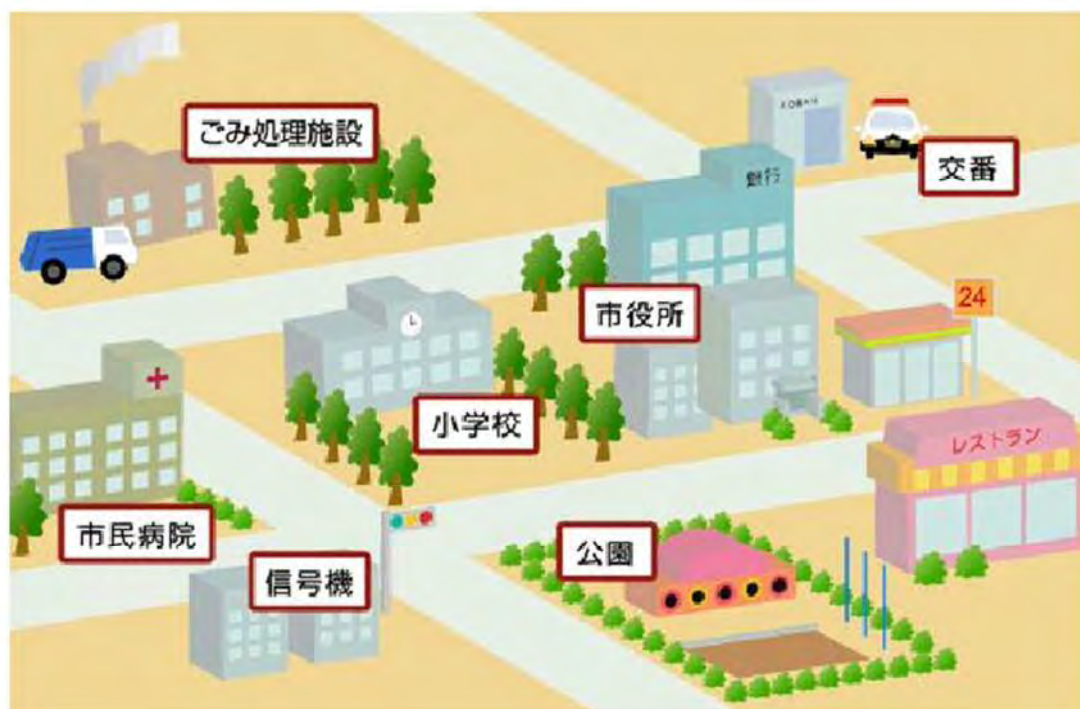 ごみ処理施設
交番
銀行
市役所
24
小学校
レストラン
市民病院
公園
信号機